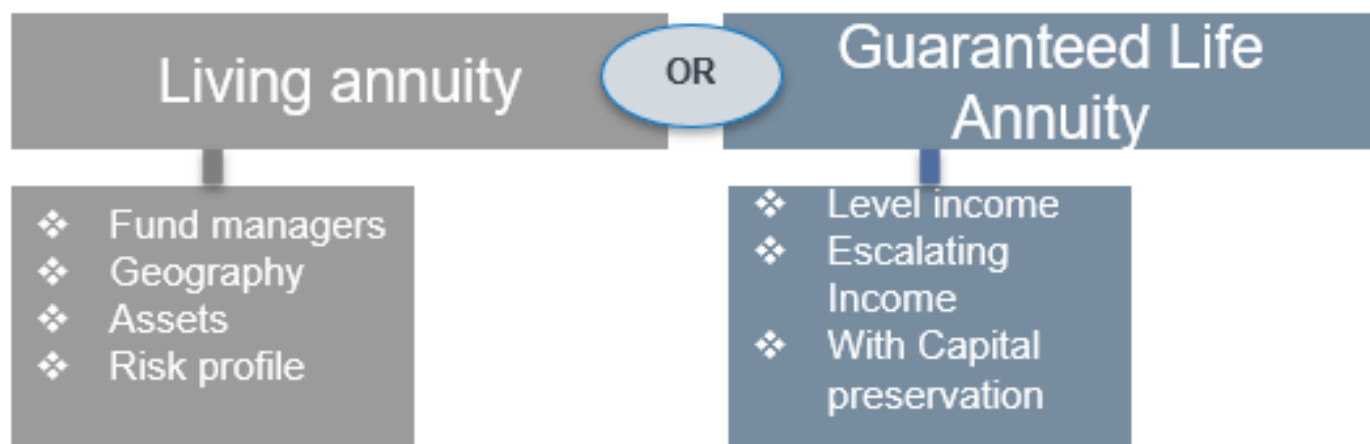 Living annuity
OR
Guaranteed Life
Annuity
❖ Fund managers
❖ Geography
❖ Assets
❖ Risk profile
❖ Level income
❖ Escalating
Income
❖ With Capital
preservation